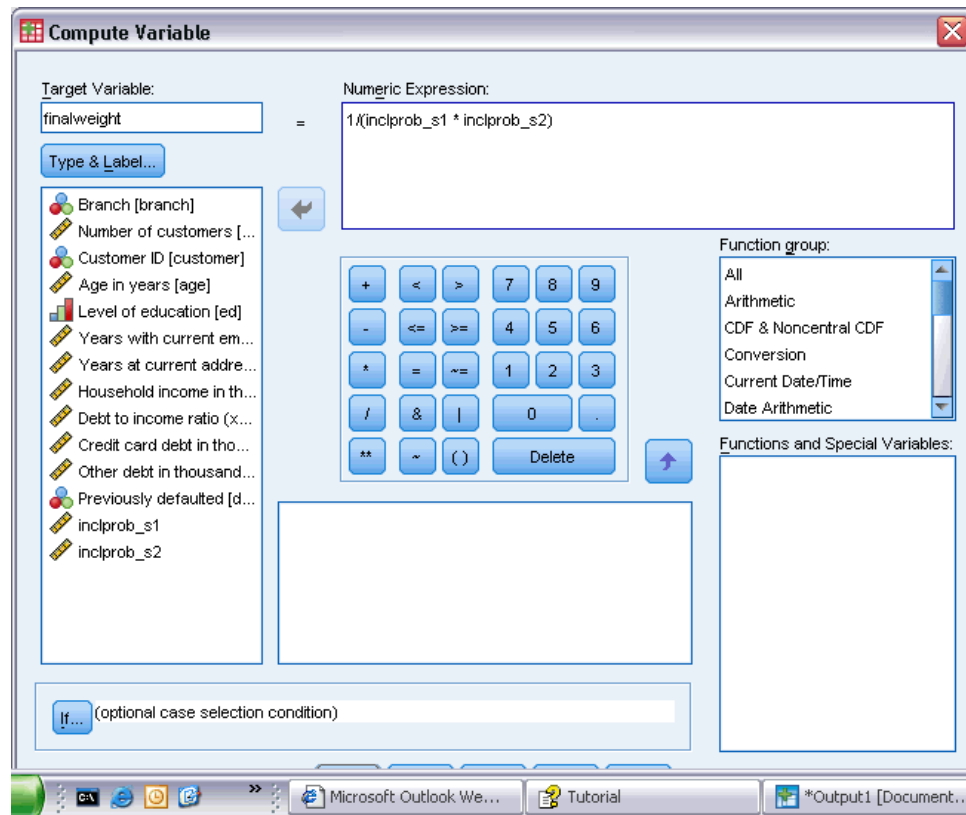 Compute Variable
Target Variable:
finalweight
=
Numeric Expression:
1/(inclprob_s1 * inclprob_s2)
Type & Label...
Branch [branch]
Number of customers [...
Customer ID [customer]
Age in years [age]
Level of education [ed]
Years with current em...
Years at current addre...
Household income in th...
Debt to income ratio (x...
Credit card debt in tho...
Other debt in thousand...
Previously defaulted [d...
inclprob_s1
inclprob_s2
+ < > 7 8 9
- <= >= 4 5 6
* = ~= 1 2 3
/ & | 0 .
** ~ ( ) Delete
Function group:
All
Arithmetic
CDF & Noncentral CDF
Conversion
Current Date/Time
Date Arithmetic
Functions and Special Variables:
If... (optional case selection condition)
C:\ » Microsoft Outlook We... Tutorial *Output1 [Document...